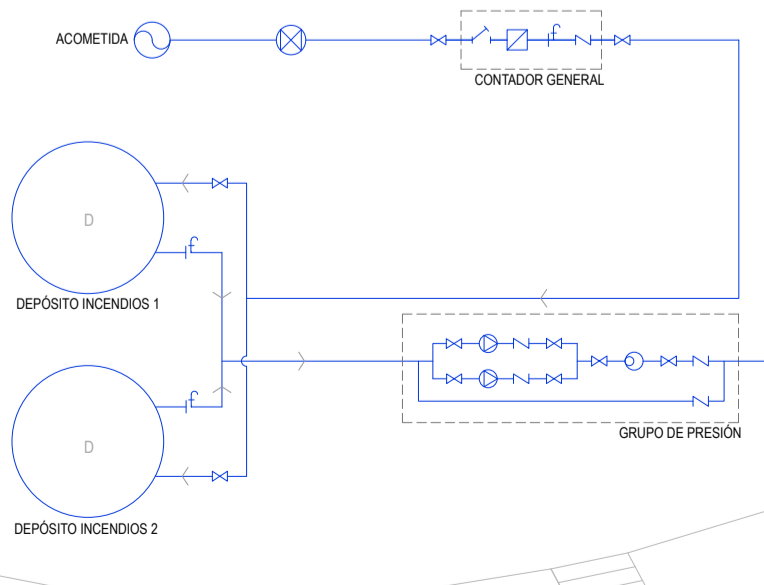 ACOMETIDA
CONTADOR GENERAL
D
DEPÓSITO INCENDIOS 1
GRUPO DE PRESIÓN
D
DEPÓSITO INCENDIOS 2